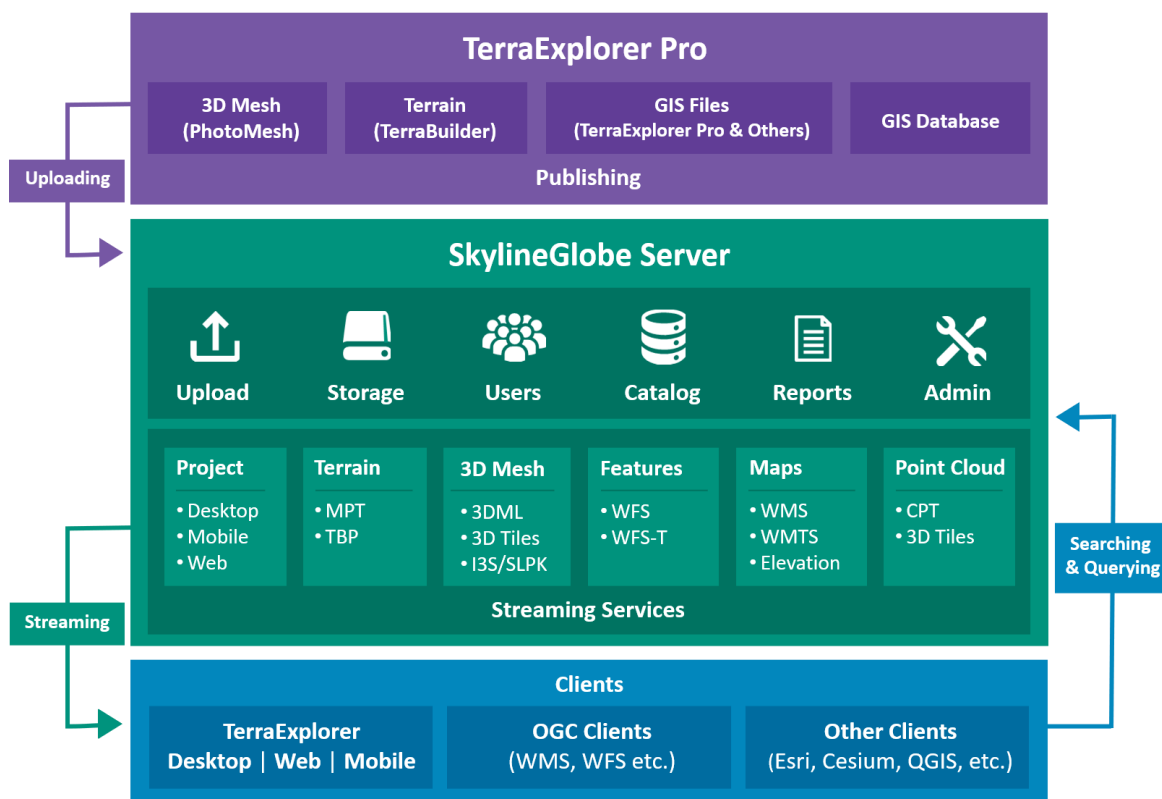 TerraExplorer Pro
3D Mesh
(PhotoMesh)
Terrain
(TerraBuilder)
GIS Files
(TerraExplorer Pro & Others)
GIS Database
Publishing
Uploading
SkylineGlobe Server
Upload
Storage
Users
Catalog
Reports
Admin
Project
• Desktop
• Mobile
• Web
Terrain
• MPT
• TBP
3D Mesh
• 3DML
• 3D Tiles
• I3S/SLPK
Features
• WFS
• WFS-T
Maps
• WMS
• WMTS
• Elevation
Point Cloud
• CPT
• 3D Tiles
Streaming Services
Searching
& Querying
Streaming
Clients
TerraExplorer
Desktop | Web | Mobile
OGC Clients
(WMS, WFS etc.)
Other Clients
(Esri, Cesium, QGIS, etc.)